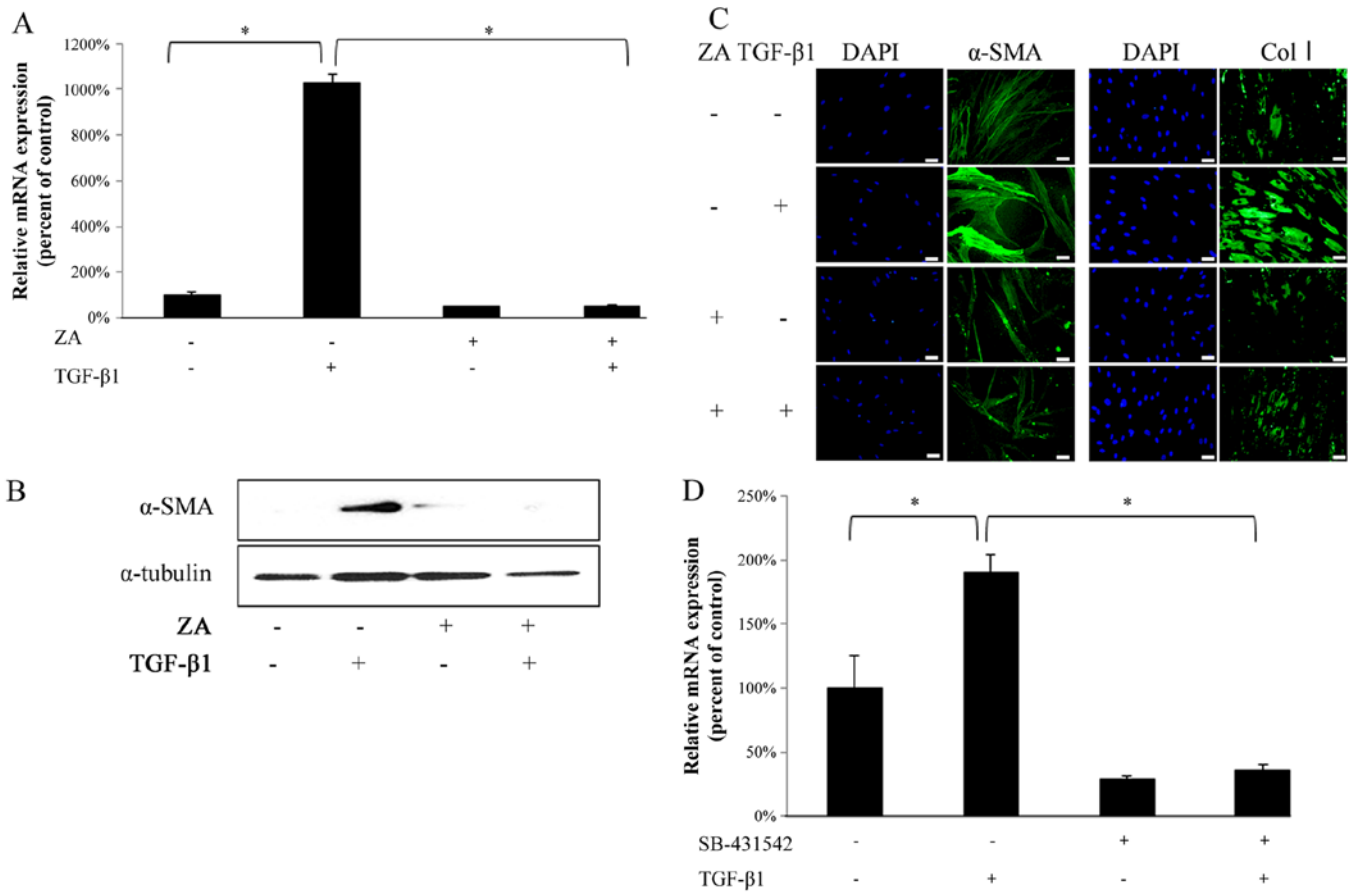 A
*
*
Relative mRNA expression
(percent of control)
1200%
1000%
800%
600%
400%
200%
0%
ZA - - + +
TGF-β1 - + - +
B
α-SMA
α-tubulin
ZA - - + +
TGF-β1 - + - +
C
ZA TGF-β1 DAPI α-SMA DAPI Col Ⅰ
- -
- +
+ -
+ +
D
*
*
Relative mRNA expression
(percent of control)
250%
200%
150%
100%
50%
0%
SB-431542 - - + +
TGF-β1 - + - +